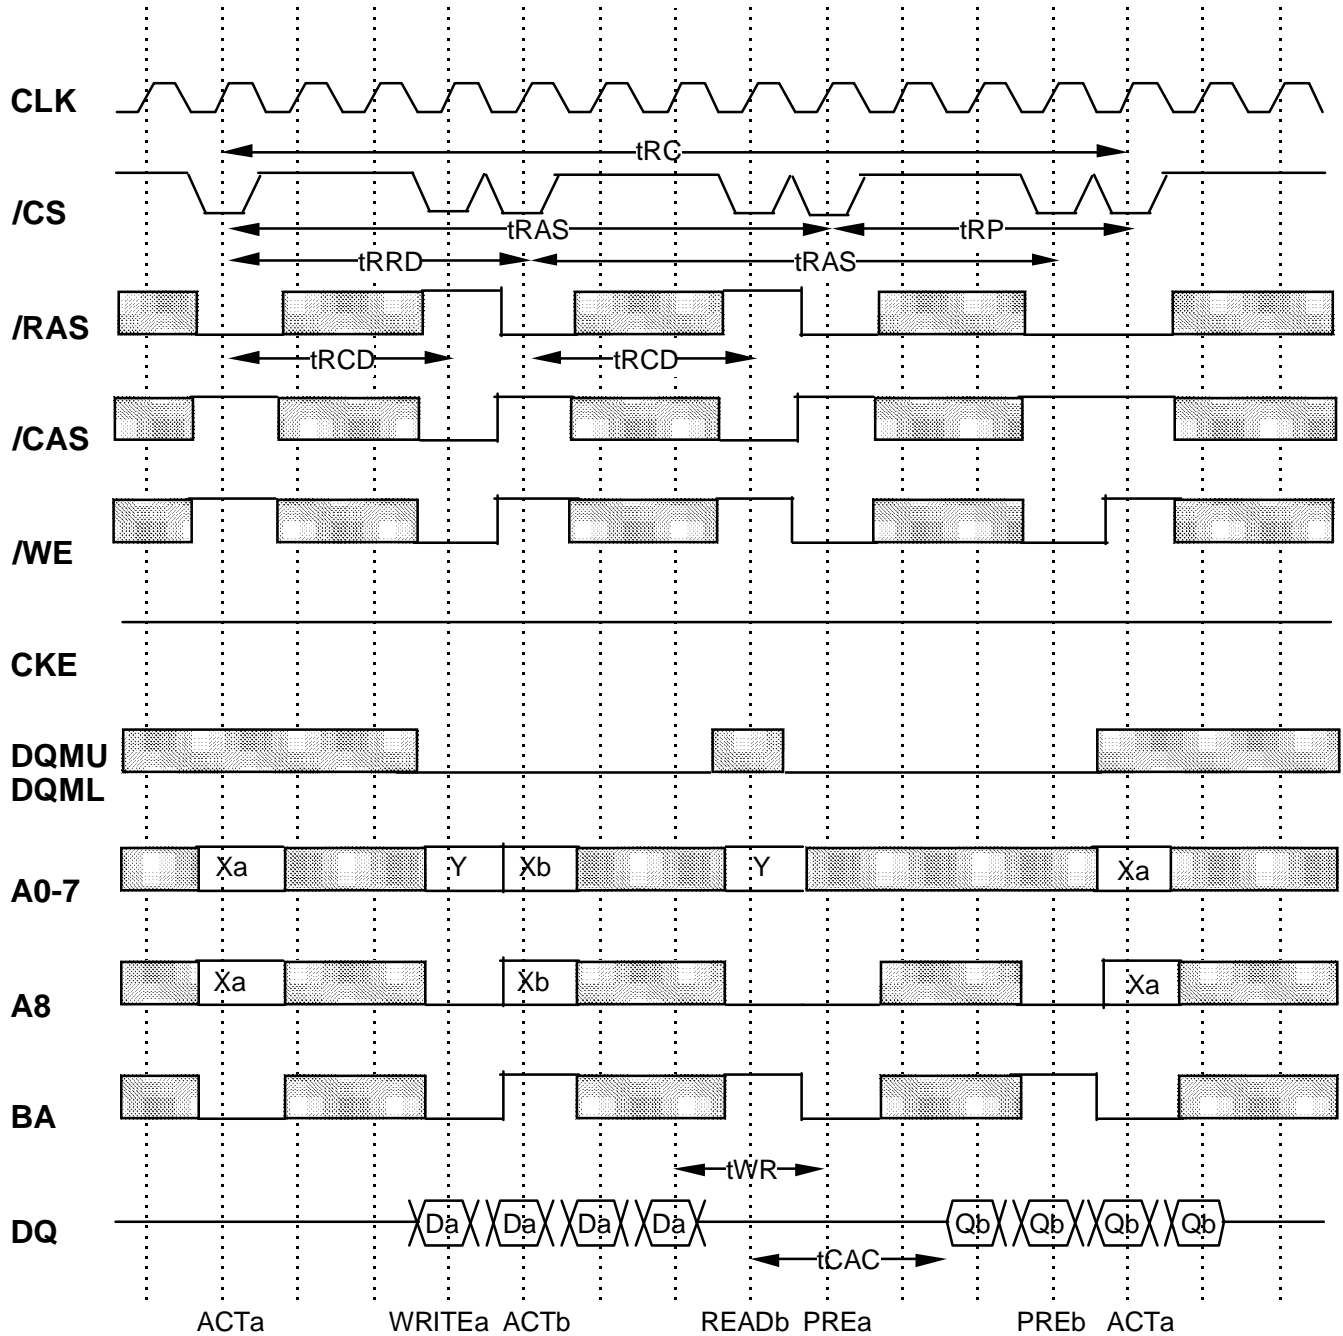 CLK
tRC
/CS
tRAS tRP
tRRD tRAS
/RAS
tRCD tRCD
/CAS
/WE
CKE
DQMU
DQML
Xa Y Xb Y Xa
A0-7
Xa Xb Xa
A8
BA
tWR
DQ Da Da Da Da Qb Qb Qb Qb
tCAC
ACTa WRITEa ACTb READb PREa PREb ACTa